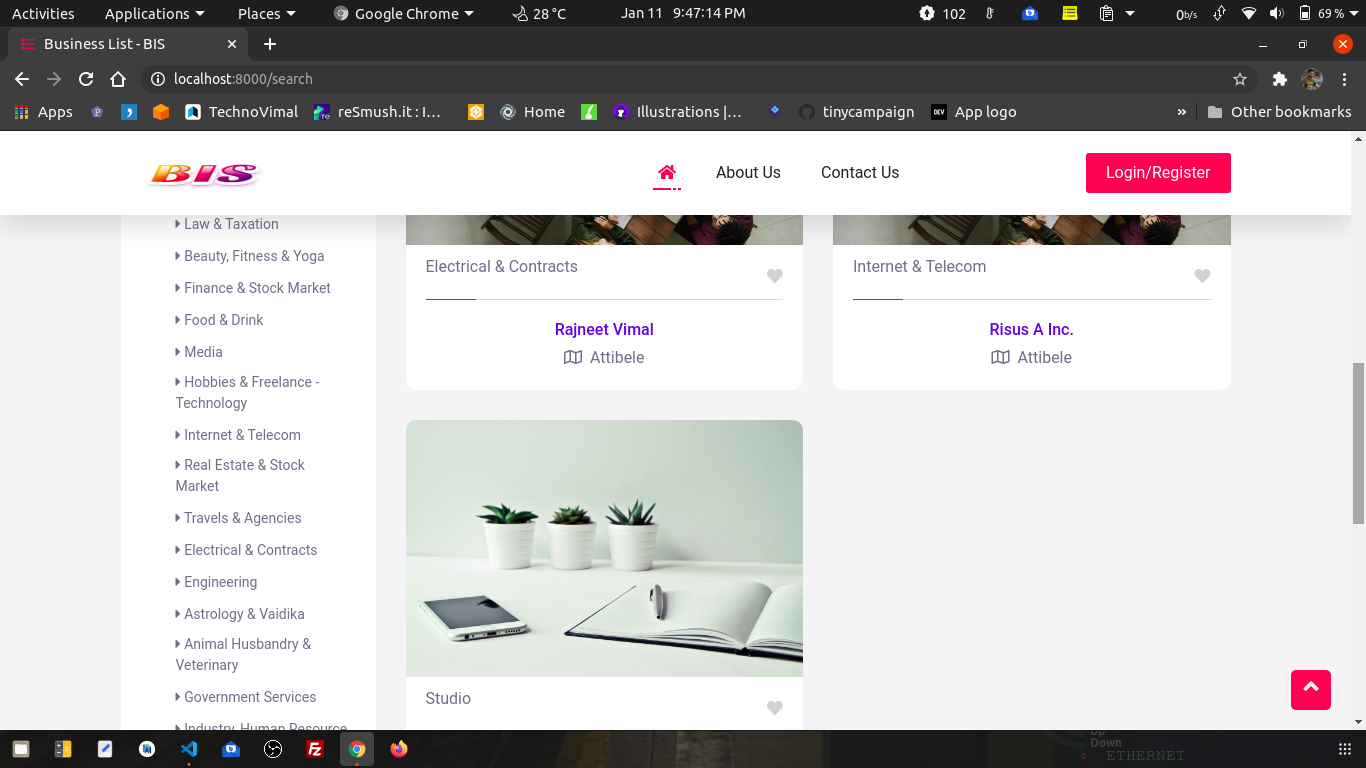 Activities Applications Places Google Chrome 28 °C Jan 11 9:47:14 PM 102 0b/s 69 %
Business List - BIS
localhost:8000/search
Apps TechnoVimal reSmush.it : I… Home Illustrations |… tinycampaign DEV App logo » Other bookmarks
BIS About Us Contact Us Login/Register
Law & Taxation
Beauty, Fitness & Yoga
Finance & Stock Market
Food & Drink
Media
Hobbies & Freelance -
Technology
Internet & Telecom
Real Estate & Stock
Market
Travels & Agencies
Electrical & Contracts
Engineering
Astrology & Vaidika
Animal Husbandry &
Veterinary
Government Services
Industry, Human Resource
Electrical & Contracts
Rajneet Vimal
Attibele
Internet & Telecom
Risus A Inc.
Attibele
Studio
Up
Down
0 ETHERNET